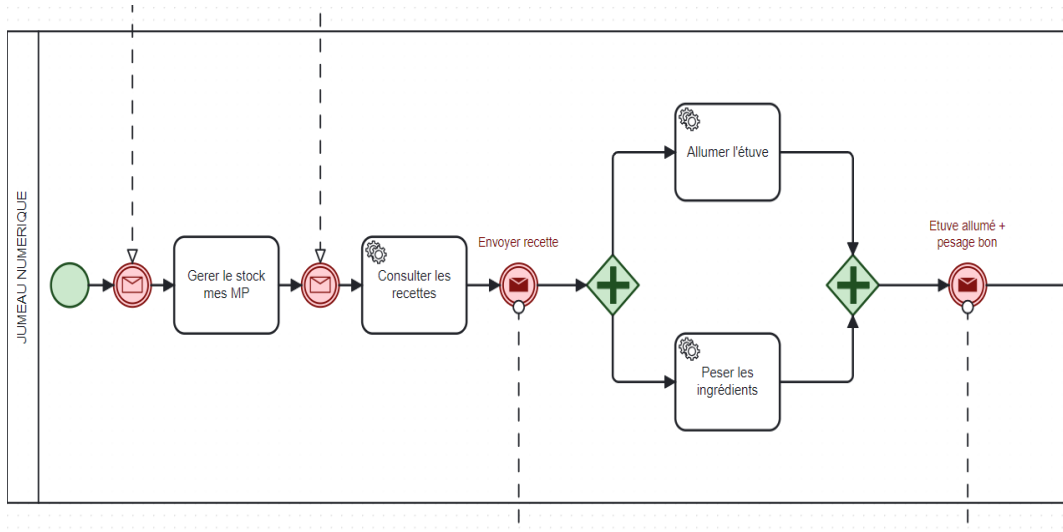 JUMEAU NUMERIQUE
Gerer le stock
mes MP
Consulter les
recettes
Envoyer recette
Allumer l'étuve
Peser les
ingrédients
Etuve allumé +
pesage bon